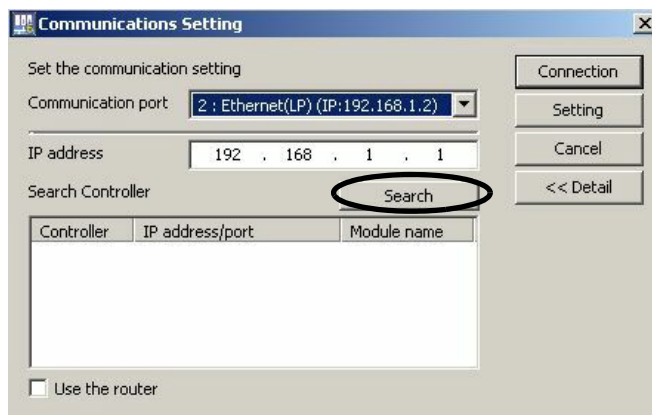 Communications Setting
Set the communication setting
Communication port 2 : Ethernet(LP) (IP:192.168.1.2)
IP address 192 . 168 . 1 . 1
Search Controller Search
Controller IP address/port Module name
Use the router
Connection
Setting
Cancel
<< Detail